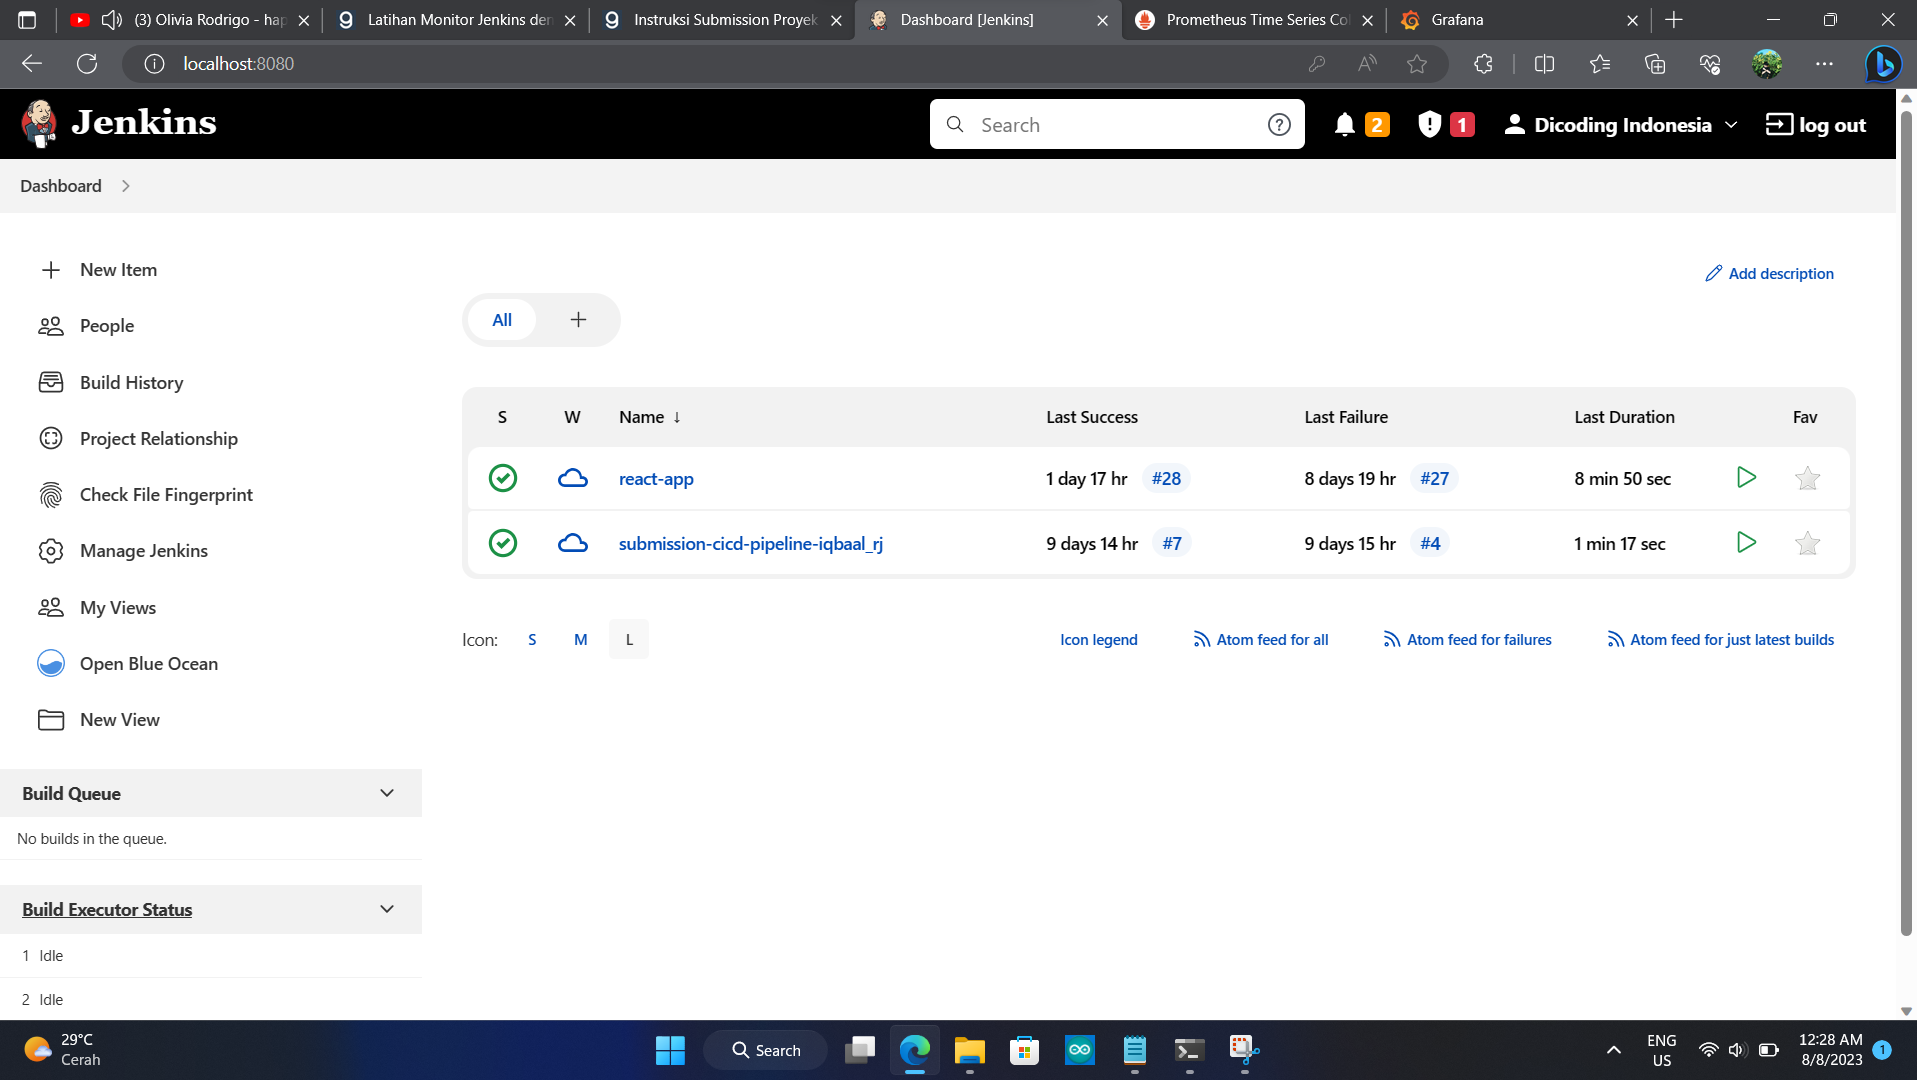 (3) Olivia Rodrigo - hap
Latihan Monitor Jenkins den
Instruksi Submission Proyek
Dashboard [Jenkins]
Prometheus Time Series Col
Grafana
localhost:8080
Jenkins
Search
2
1
Dicoding Indonesia
log out
Dashboard
New Item
People
Build History
Project Relationship
Check File Fingerprint
Manage Jenkins
My Views
Open Blue Ocean
New View
Build Queue
No builds in the queue.
Build Executor Status
1 Idle
2 Idle
Add description
All
S W Name ↓ Last Success Last Failure Last Duration Fav
react-app 1 day 17 hr #28 8 days 19 hr #27 8 min 50 sec
submission-cicd-pipeline-iqbaal_rj 9 days 14 hr #7 9 days 15 hr #4 1 min 17 sec
Icon: S M L
Icon legend
Atom feed for all
Atom feed for failures
Atom feed for just latest builds
29°C
Cerah
Search
ENG
US
12:28 AM
8/8/2023
1